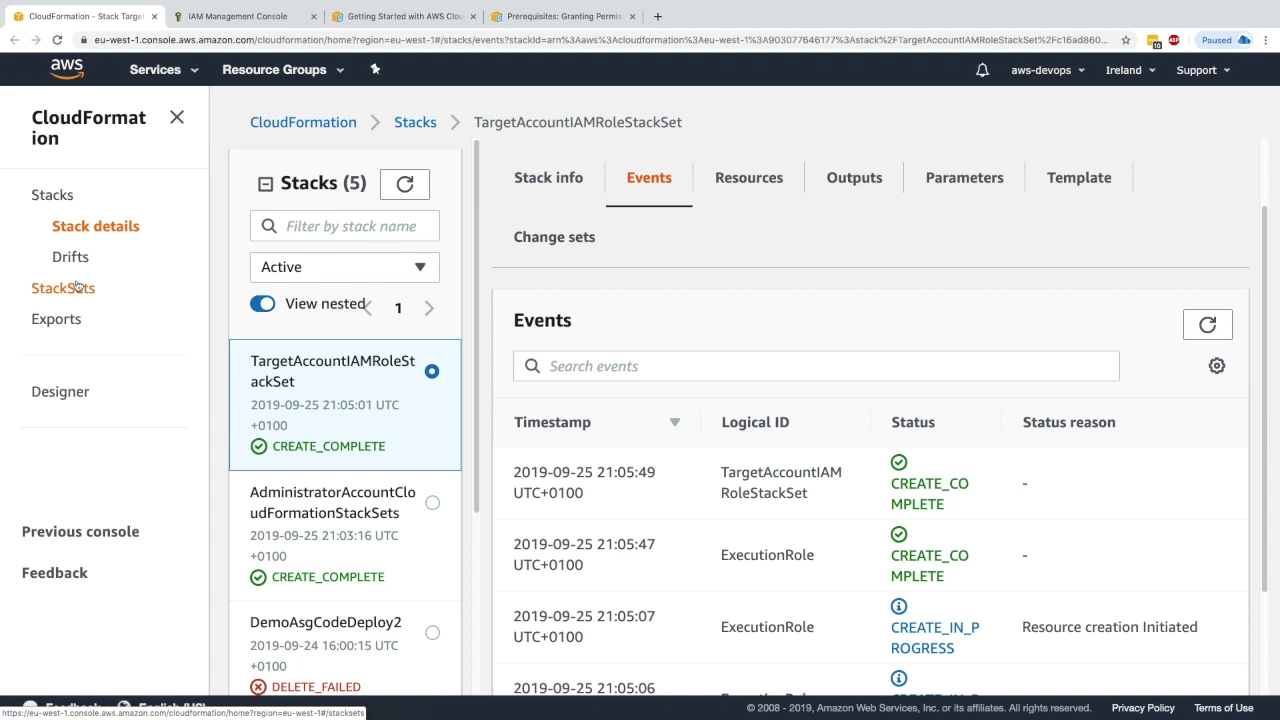 CloudFormation - Stack Target
IAM Management Console
Getting Started with AWS Clou
Prerequisites: Granting Permis
eu-west-1.console.aws.amazon.com/cloudformation/home?region=eu-west-1#/stacks/events?stackId=arn%3Aaws%3Acloudformation%3Aeu-west-1%3A903077646177%3Astack%2FTargetAccountIAMRoleStackSet%2Fc16ad860...
10
ABP
Paused
aws
Services
Resource Groups
aws-devops
Ireland
Support
CloudFormat
ion
Stacks
Stack details
Drifts
StackSets
Exports
Designer
Previous console
Feedback
CloudFormation
Stacks
TargetAccountIAMRoleStackSet
Stacks (5)
Filter by stack name
Active
View nested
1
TargetAccountIAMRoleSt
ackSet
2019-09-25 21:05:01 UTC
+0100
CREATE_COMPLETE
AdministratorAccountClo
udFormationStackSets
2019-09-25 21:03:16 UTC
+0100
CREATE_COMPLETE
DemoAsgCodeDeploy2
2019-09-24 16:00:15 UTC
+0100
DELETE_FAILED
Stack info
Events
Resources
Outputs
Parameters
Template
Change sets
Events
Search events
Timestamp
Logical ID
Status
Status reason
2019-09-25 21:05:49
UTC+0100
TargetAccountIAM
RoleStackSet
CREATE_CO
MPLETE
-
2019-09-25 21:05:47
UTC+0100
ExecutionRole
CREATE_CO
MPLETE
-
2019-09-25 21:05:07
UTC+0100
ExecutionRole
CREATE_IN_P
ROGRESS
Resource creation Initiated
2019-09-25 21:05:06
Feedback
English (US)
https://eu-west-1.console.aws.amazon.com/cloudformation/home?region=eu-west-1#/stacksets
© 2008 - 2019, Amazon Web Services, Inc. or its affiliates. All rights reserved.
Privacy Policy
Terms of Use